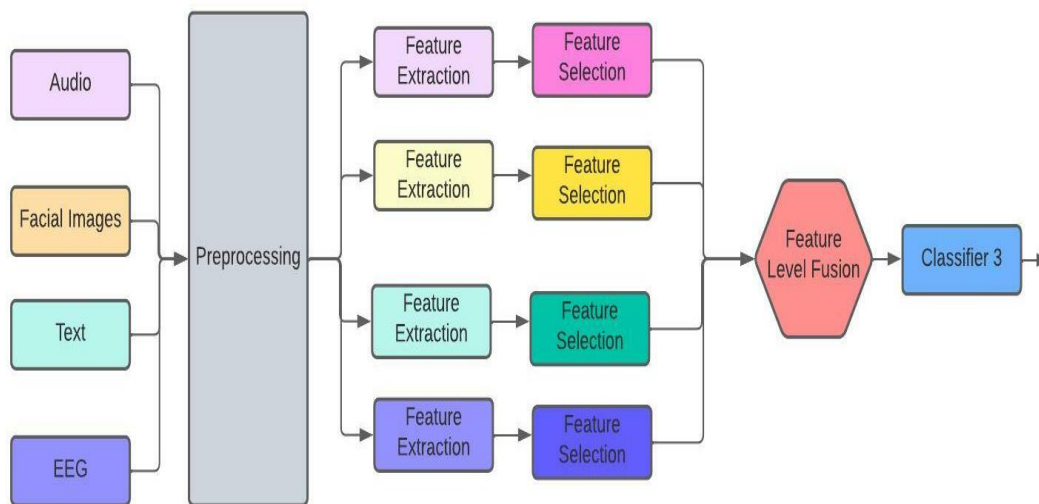 Audio
Facial Images
Text
EEG
Preprocessing
Feature
Extraction
Feature
Selection
Feature
Extraction
Feature
Selection
Feature
Extraction
Feature
Selection
Feature
Extraction
Feature
Selection
Feature
Level Fusion
Classifier 3